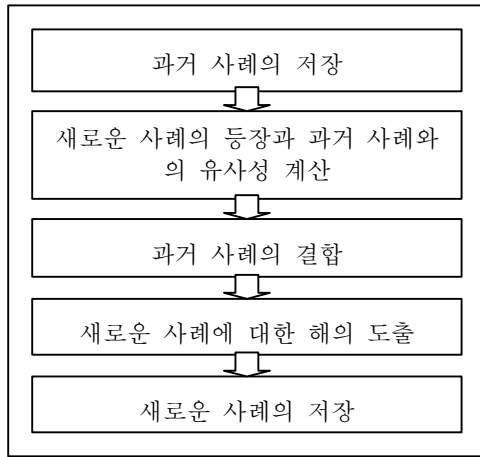 과거 사례의 저장
새로운 사례의 등장과 과거 사례와
의 유사성 계산
과거 사례의 결합
새로운 사례에 대한 해의 도출
새로운 사례의 저장